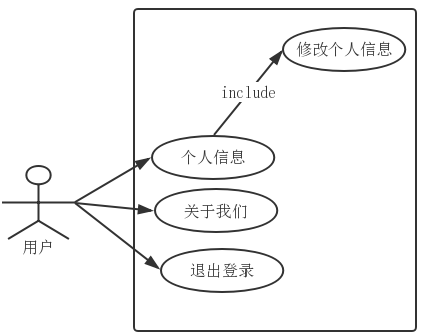 修改个人信息
include
个人信息
关于我们
用户
退出登录